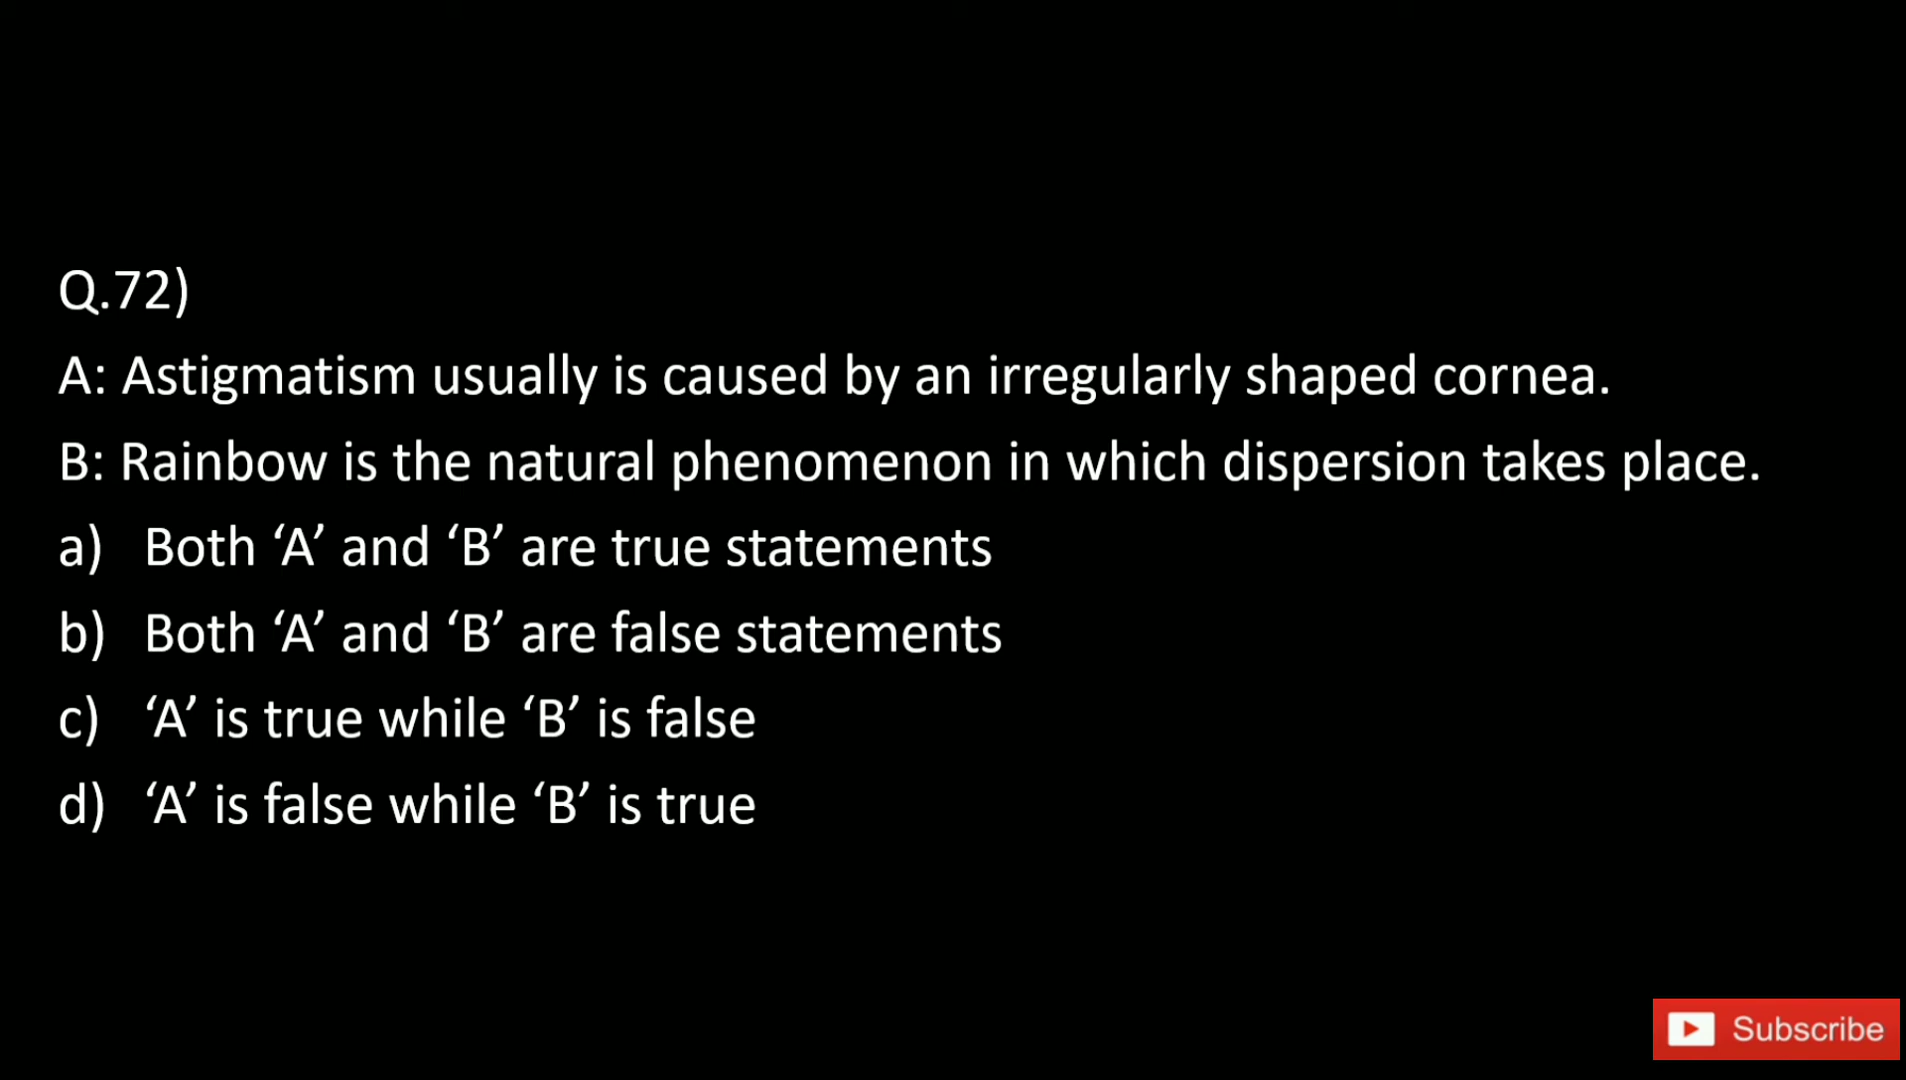 Q.72)
A: Astigmatism usually is caused by an irregularly shaped cornea.
B: Rainbow is the natural phenomenon in which dispersion takes place.
a) Both ‘A’ and ‘B’ are true statements
b) Both ‘A’ and ‘B’ are false statements
c) ‘A’ is true while ‘B’ is false
d) ‘A’ is false while ‘B’ is true
Subscribe